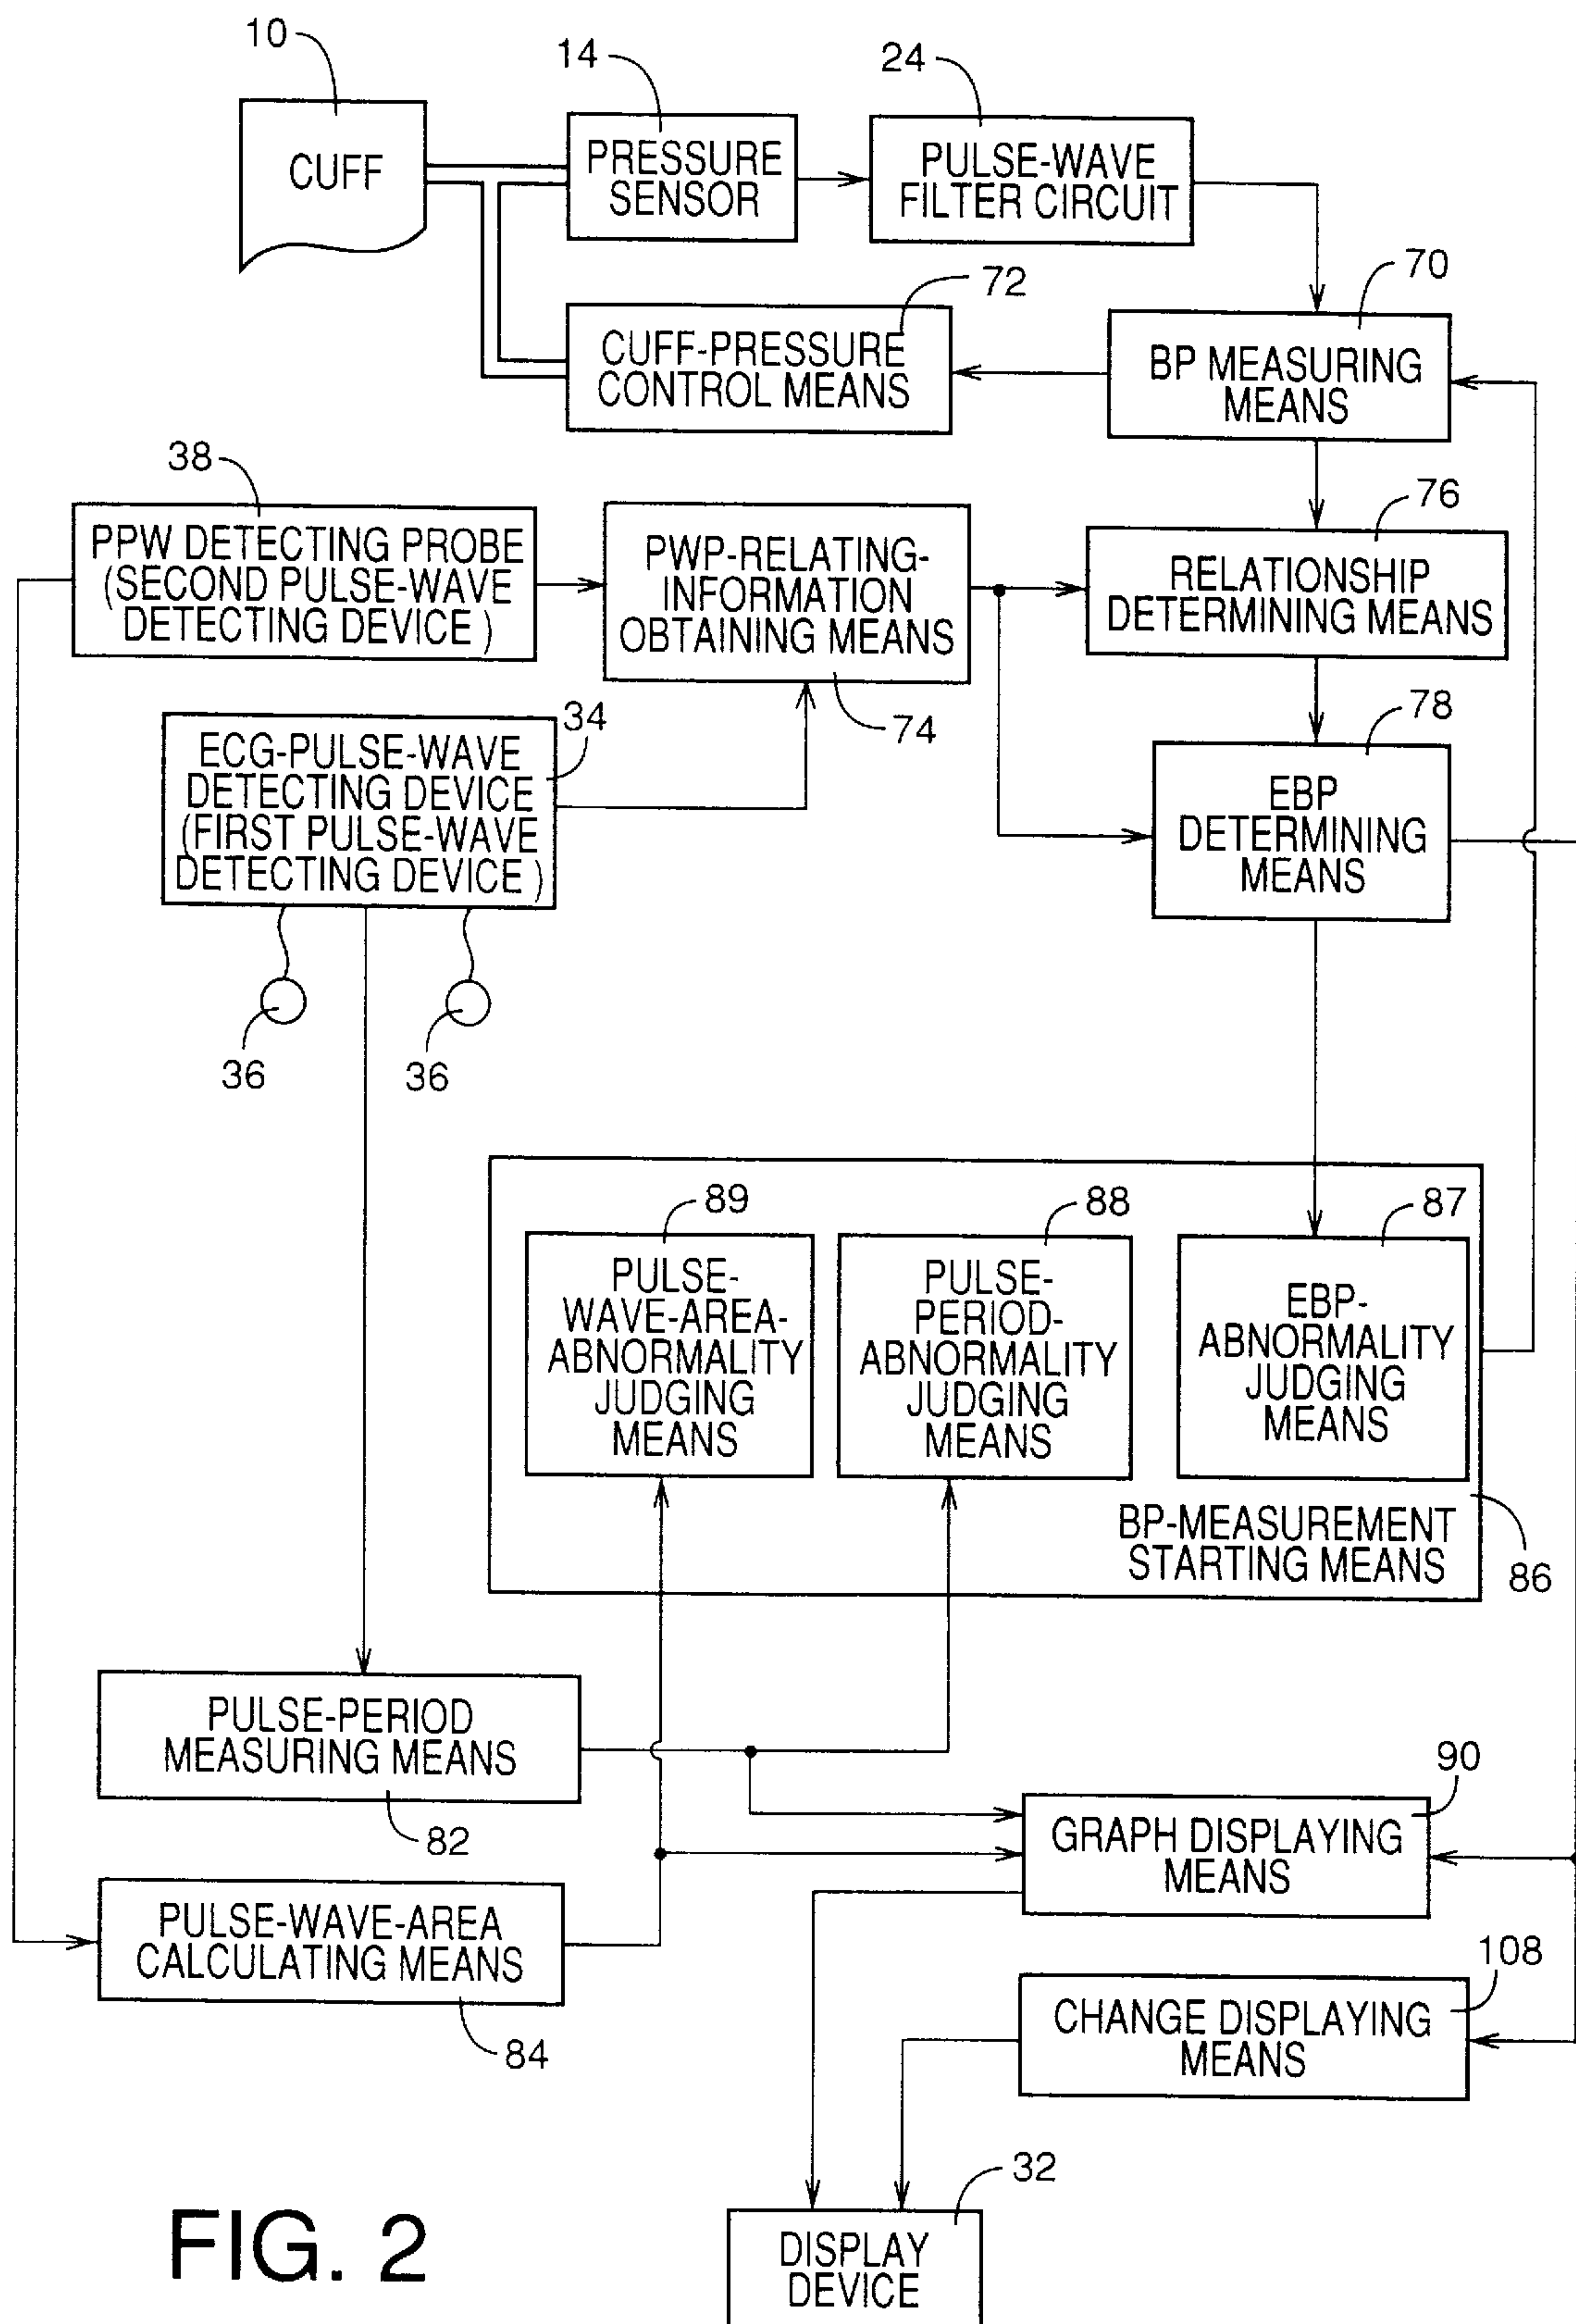 10
14
24
CUFF
PRESSURE
SENSOR
PULSE-WAVE
FILTER CIRCUIT
72
70
CUFF-PRESSURE
CONTROL MEANS
BP MEASURING
MEANS
38
76
PPW DETECTING PROBE
(SECOND PULSE-WAVE
DETECTING DEVICE)
PWP-RELATING-
INFORMATION
OBTAINING MEANS
RELATIONSHIP
DETERMINING MEANS
34
74
78
ECG-PULSE-WAVE
DETECTING DEVICE
(FIRST PULSE-WAVE
DETECTING DEVICE)
EBP
DETERMINING
MEANS
36
36
89
88
87
PULSE-
WAVE-AREA-
ABNORMALITY
JUDGING
MEANS
PULSE-
PERIOD-
ABNORMALITY
JUDGING
MEANS
EBP-
ABNORMALITY
JUDGING
MEANS
BP-MEASUREMENT
STARTING MEANS
86
PULSE-PERIOD
MEASURING MEANS
82
90
GRAPH DISPLAYING
MEANS
PULSE-WAVE-AREA
CALCULATING MEANS
84
108
CHANGE DISPLAYING
MEANS
32
DISPLAY
DEVICE
FIG. 2